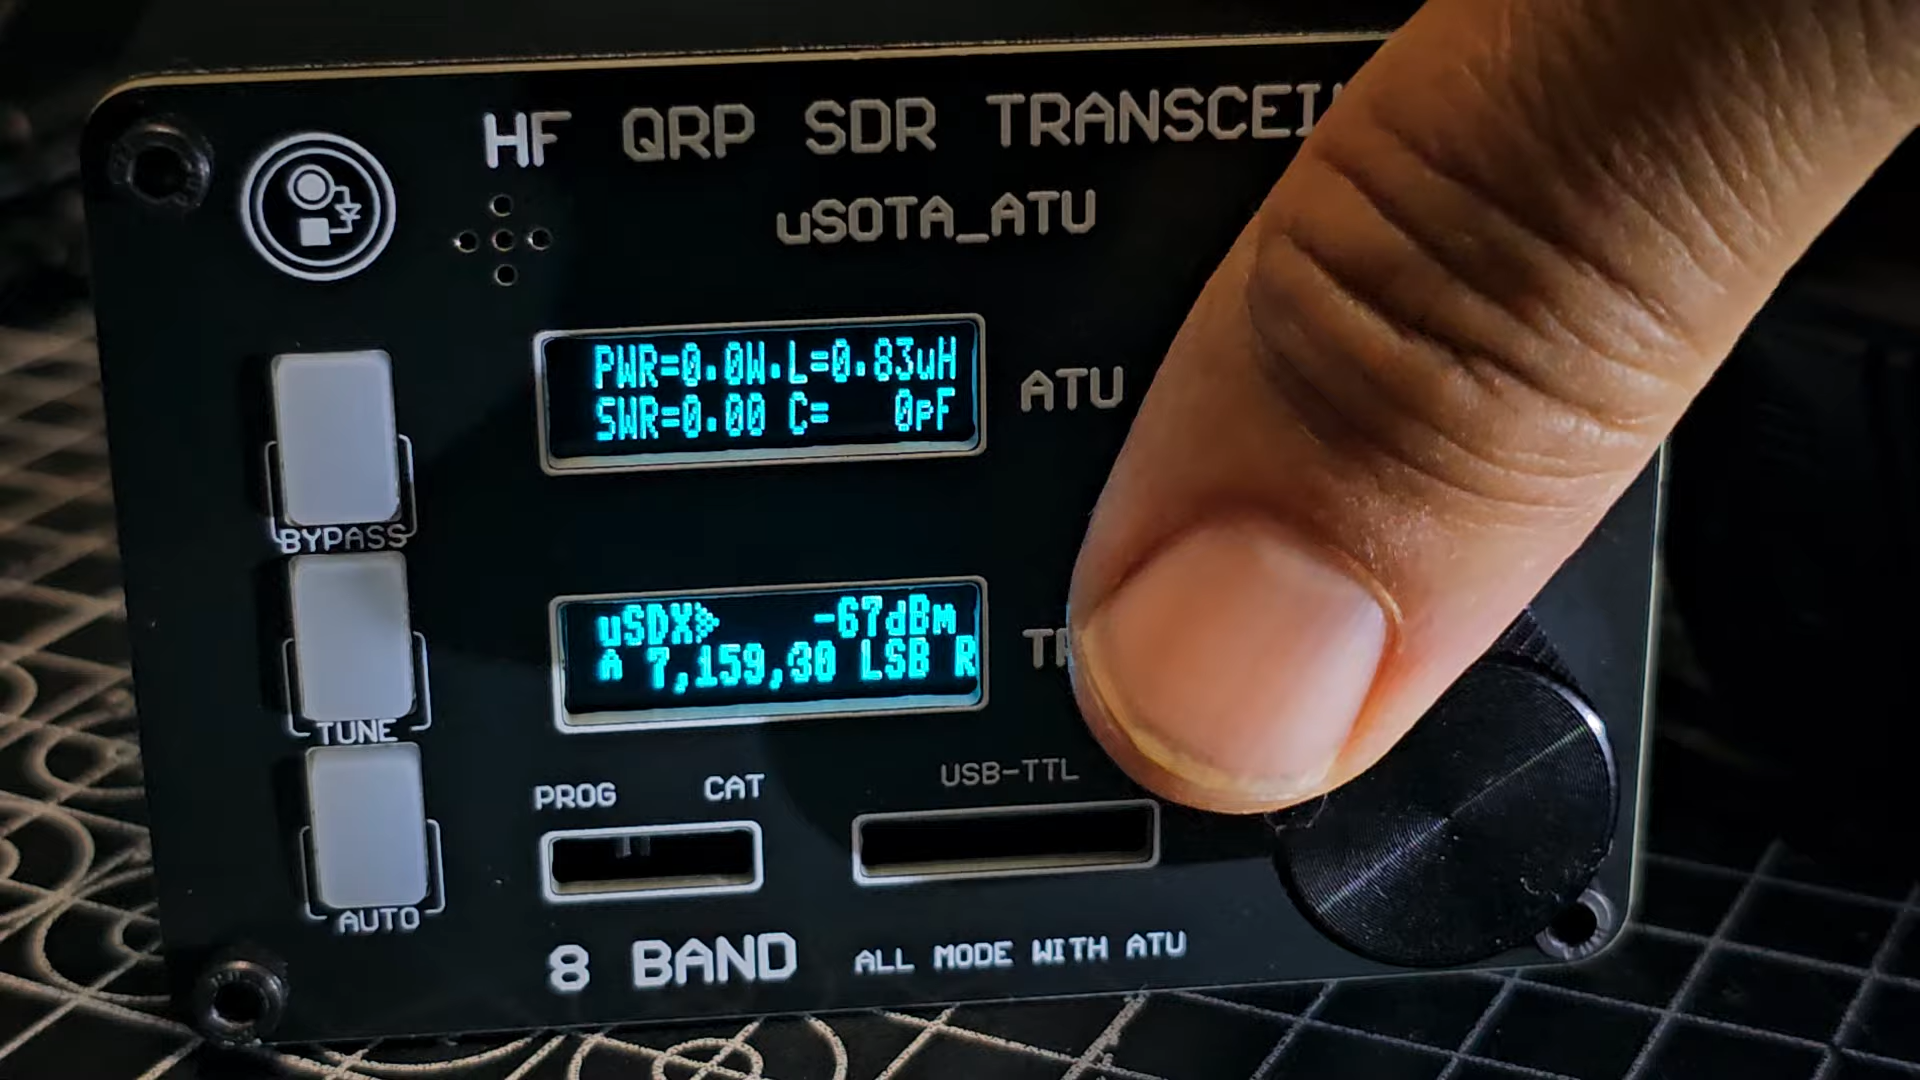 HF QRP SDR TRANSCEI
uSOTA_ATU
PWR=0.0W.L=0.83uH
SWR=0.00 C= 0pF
ATU
BYPASS
uSDX -67dBm
A 7,159,30 LSB R
TUNE
PROG CAT
USB-TTL
AUTO
8 BAND
ALL MODE WITH ATU